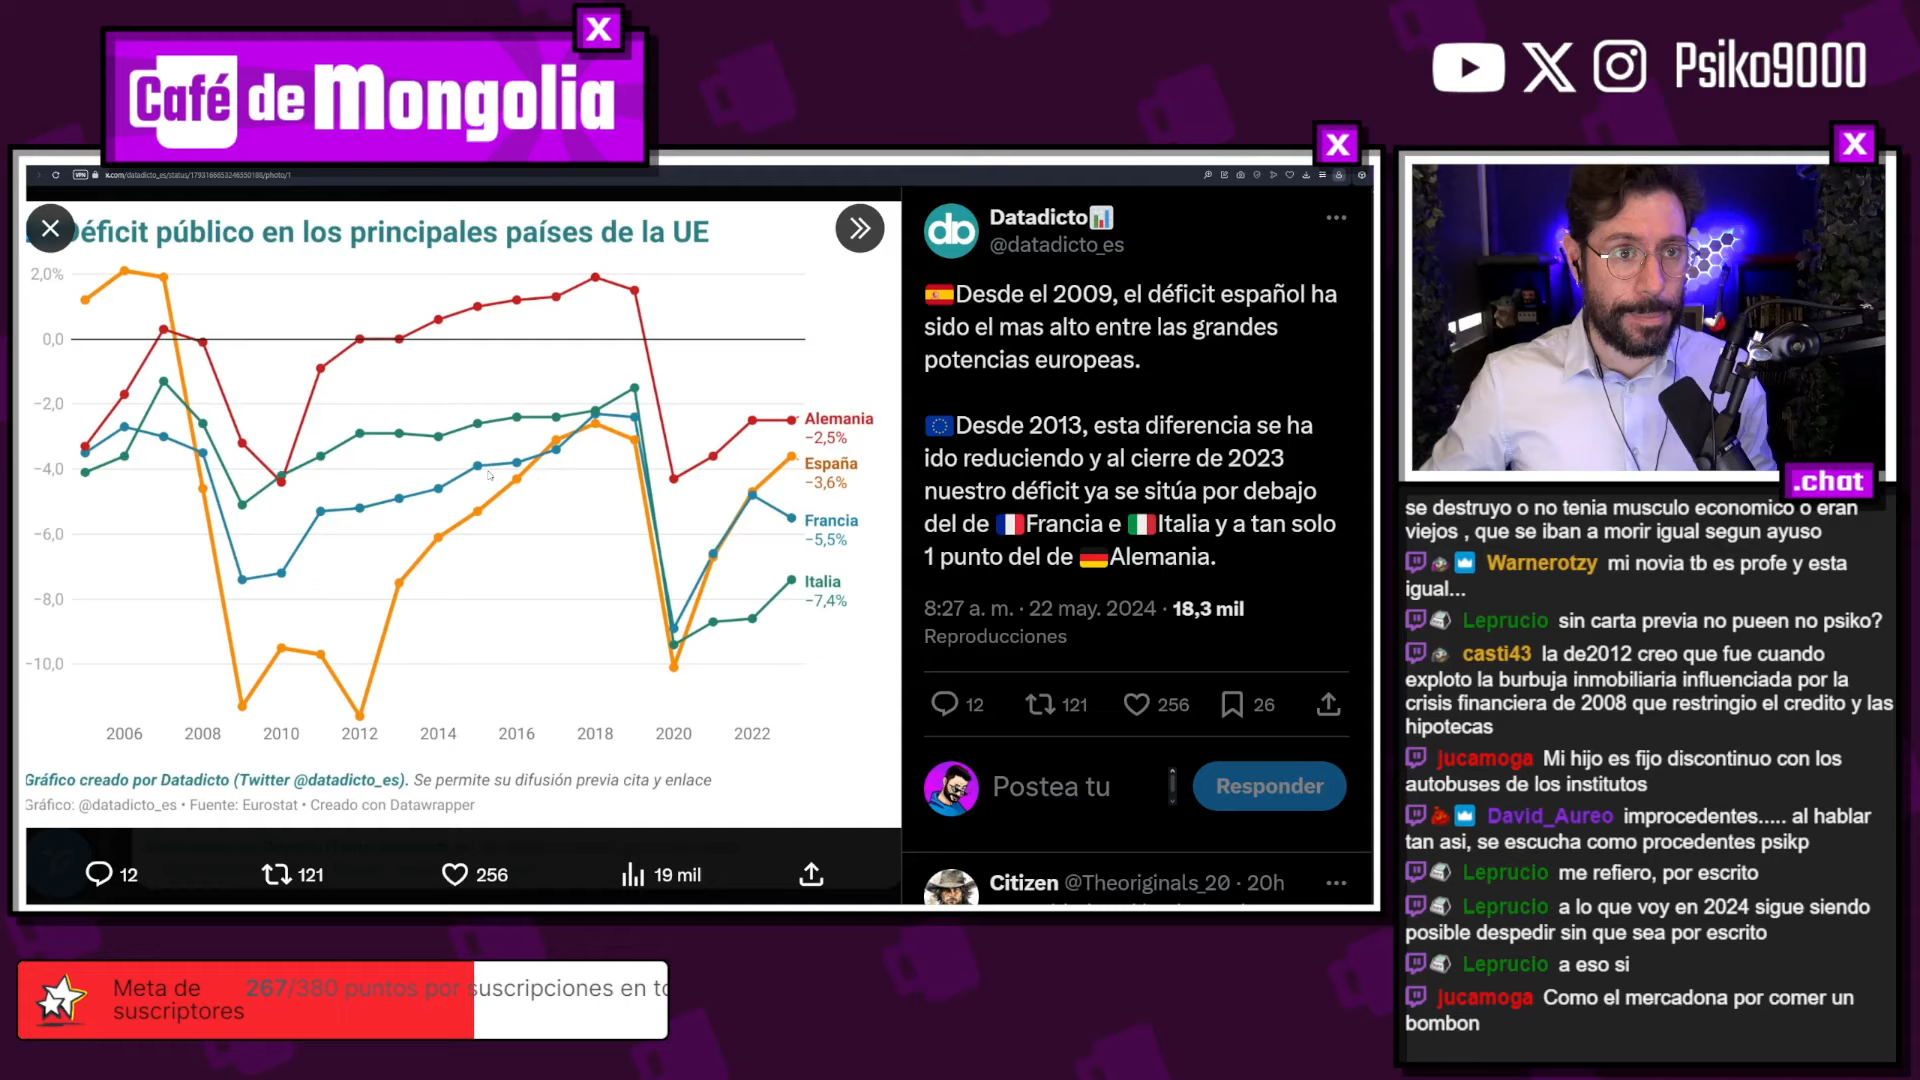 Café de Mongolia
X
Psiko9000
X
X
VPN
x.com/datadicto_es/status/1793166653246550188/photo/1
Déficit público en los principales países de la UE
2,0%
0,0
−2,0
−4,0
−6,0
−8,0
−10,0
2006 2008 2010 2012 2014 2016 2018 2020 2022
Alemania
−2,5%
España
−3,6%
Francia
−5,5%
Italia
−7,4%
Gráfico creado por Datadicto (Twitter @datadicto_es). Se permite su difusión previa cita y enlace
Gráfico: @datadicto_es • Fuente: Eurostat • Creado con Datawrapper
12 121 256 19 mil
db
Datadicto
@datadicto_es
Desde el 2009, el déficit español ha
sido el mas alto entre las grandes
potencias europeas.
Desde 2013, esta diferencia se ha
ido reduciendo y al cierre de 2023
nuestro déficit ya se sitúa por debajo
del de Francia e Italia y a tan solo
1 punto del de Alemania.
8:27 a. m. · 22 may. 2024 · 18,3 mil
Reproducciones
12 121 256 26
Postea tu
Responder
Citizen @Theoriginals_20 · 20h
.chat
se destruyo o no tenia musculo economico o eran
viejos , que se iban a morir igual segun ayuso
Warnerotzy mi novia tb es profe y esta
igual...
Leprucio sin carta previa no pueen no psiko?
casti43 la de2012 creo que fue cuando
exploto la burbuja inmobiliaria influenciada por la
crisis financiera de 2008 que restringio el credito y las
hipotecas
jucamoga Mi hijo es fijo discontinuo con los
autobuses de los institutos
David_Aureo improcedentes..... al hablar
tan asi, se escucha como procedentes psikp
Leprucio me refiero, por escrito
Leprucio a lo que voy en 2024 sigue siendo
posible despedir sin que sea por escrito
Leprucio a eso si
jucamoga Como el mercadona por comer un
bombon
Meta de
suscriptores
267/380 puntos por suscripciones en to